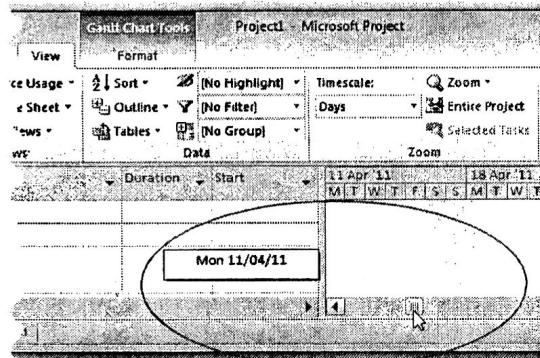 Gantt Chart Tools Project1 - Microsoft Project
View Format
ce Usage Sort [No Highlight] Timescale: Zoom
e Sheet Outline [No Filter] Days Entire Project
iews Tables [No Group] Selected Tasks
Data Zoom
Duration Start 11 Apr '11 18 Apr '11
M T W T F S S M T W T
Mon 11/04/11